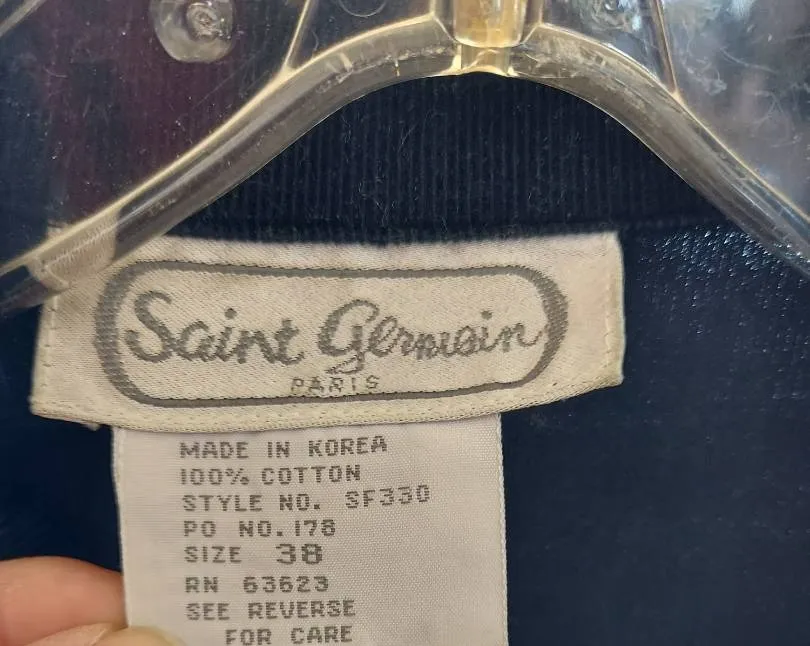 Saint Germain
PARIS
MADE IN KOREA
100% COTTON
STYLE NO. SF330
PO NO. 178
SIZE 38
RN 63623
SEE REVERSE
FOR CARE